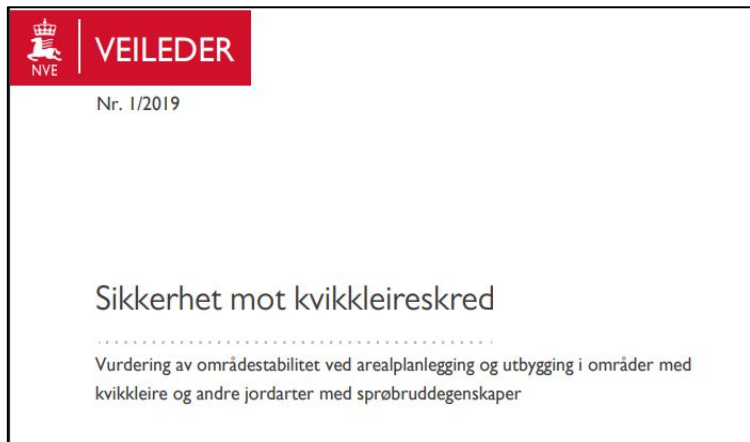 NVE
VEILEDER
Nr. 1/2019
Sikkerhet mot kvikkleireskred
Vurdering av områdestabilitet ved arealplanlegging og utbygging i områder med
kvikkleire og andre jordarter med sprøbruddegenskaper